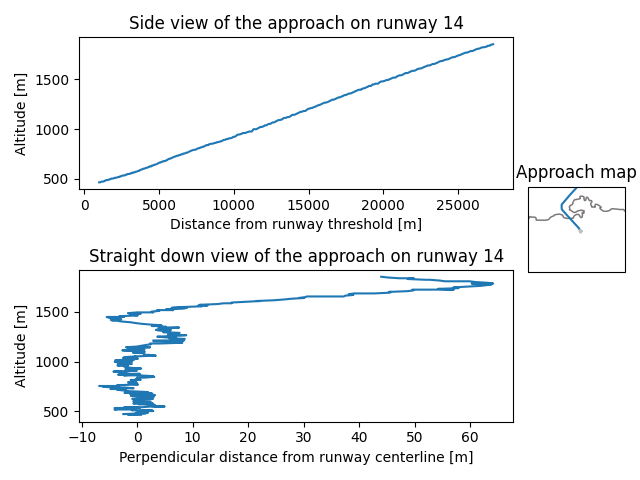 Side view of the approach on runway 14
Altitude [m]
1500
1000
500
0
5000
10000
15000
20000
25000
Distance from runway threshold [m]
Approach map
Straight down view of the approach on runway 14
Altitude [m]
1500
1000
500
−10
0
10
20
30
40
50
60
Perpendicular distance from runway centerline [m]